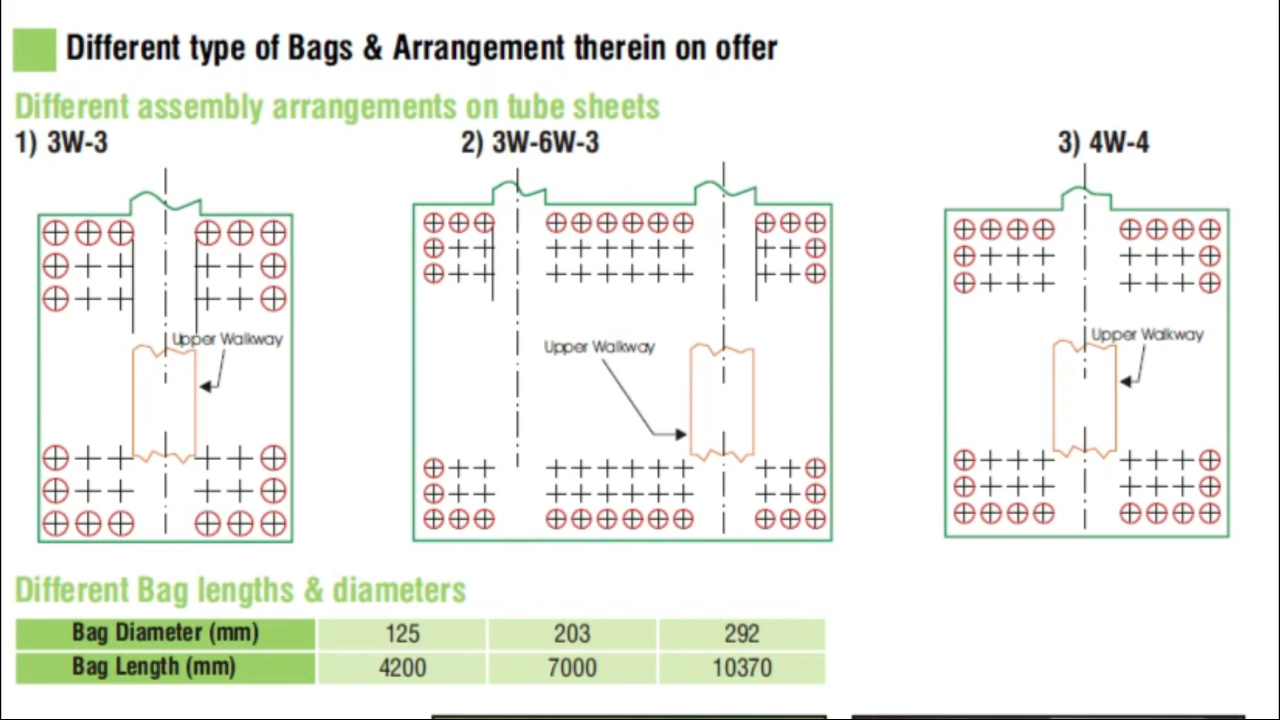 Different type of Bags & Arrangement therein on offer
Different assembly arrangements on tube sheets
1) 3W-3
2) 3W-6W-3
3) 4W-4
Upper Walkway
Upper Walkway
Upper Walkway
Different Bag lengths & diameters
Bag Diameter (mm) 125 203 292
Bag Length (mm) 4200 7000 10370